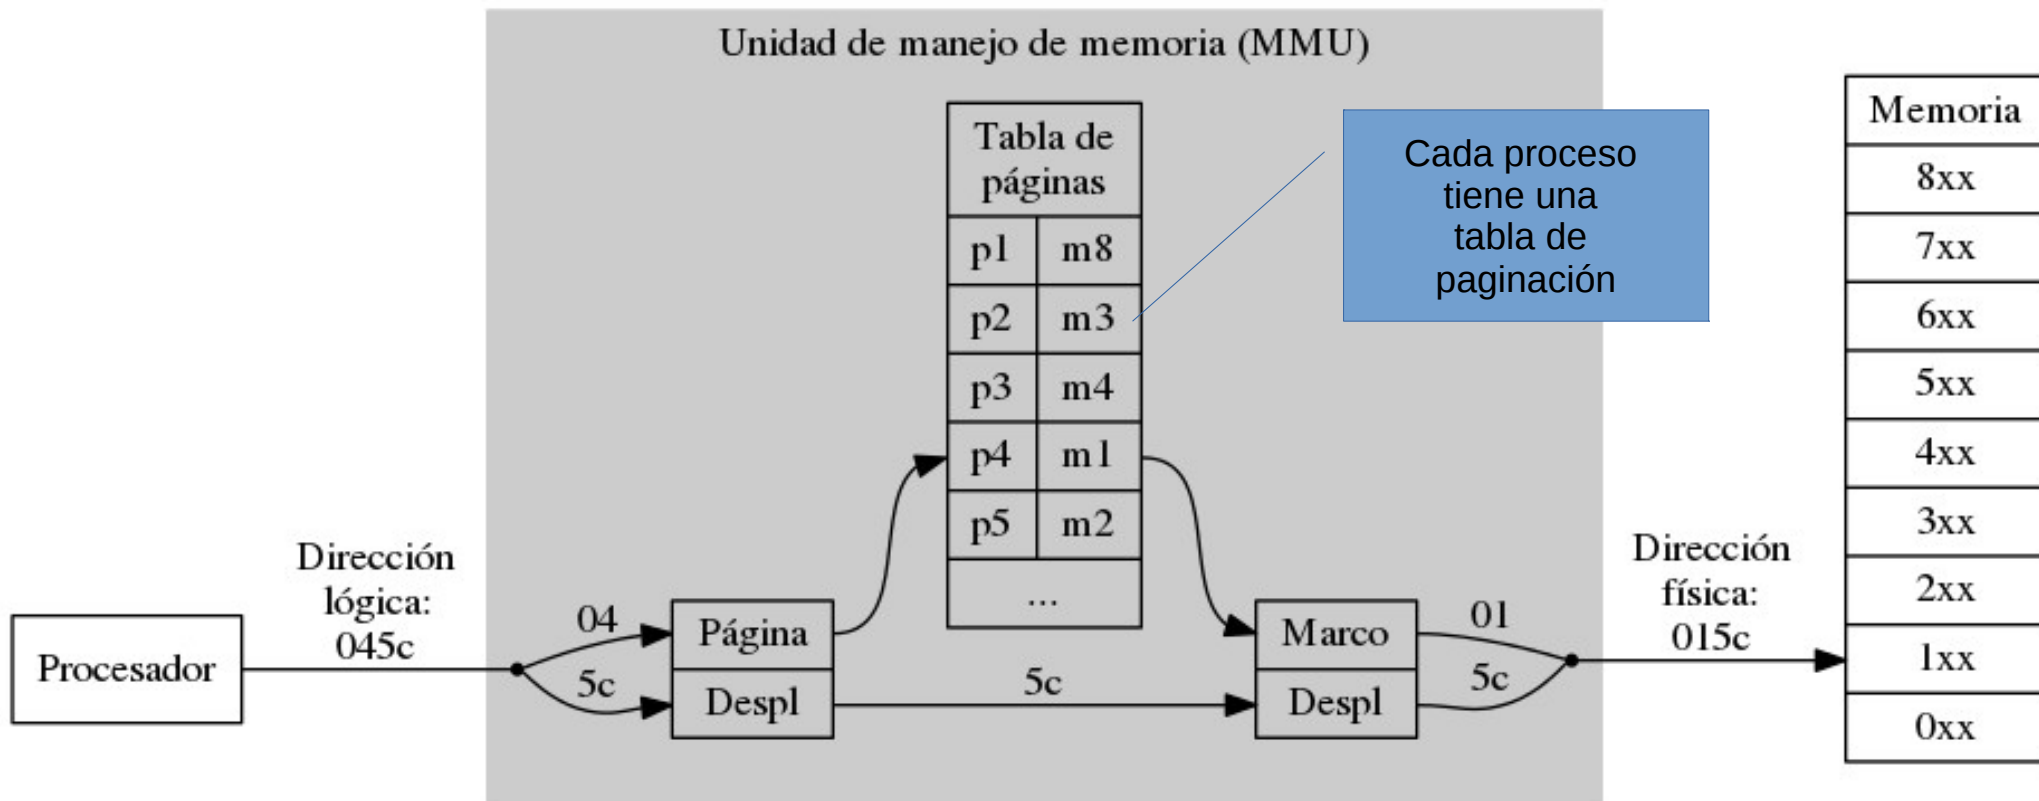 Unidad de manejo de memoria (MMU)
Tabla de
páginas
p1 m8
p2 m3
p3 m4
p4 m1
p5 m2
...
Cada proceso
tiene una
tabla de
paginación
Procesador
Dirección
lógica:
045c
04
5c
Página
Despl
5c
Marco
Despl
01
5c
Dirección
física:
015c
Memoria
8xx
7xx
6xx
5xx
4xx
3xx
2xx
1xx
0xx